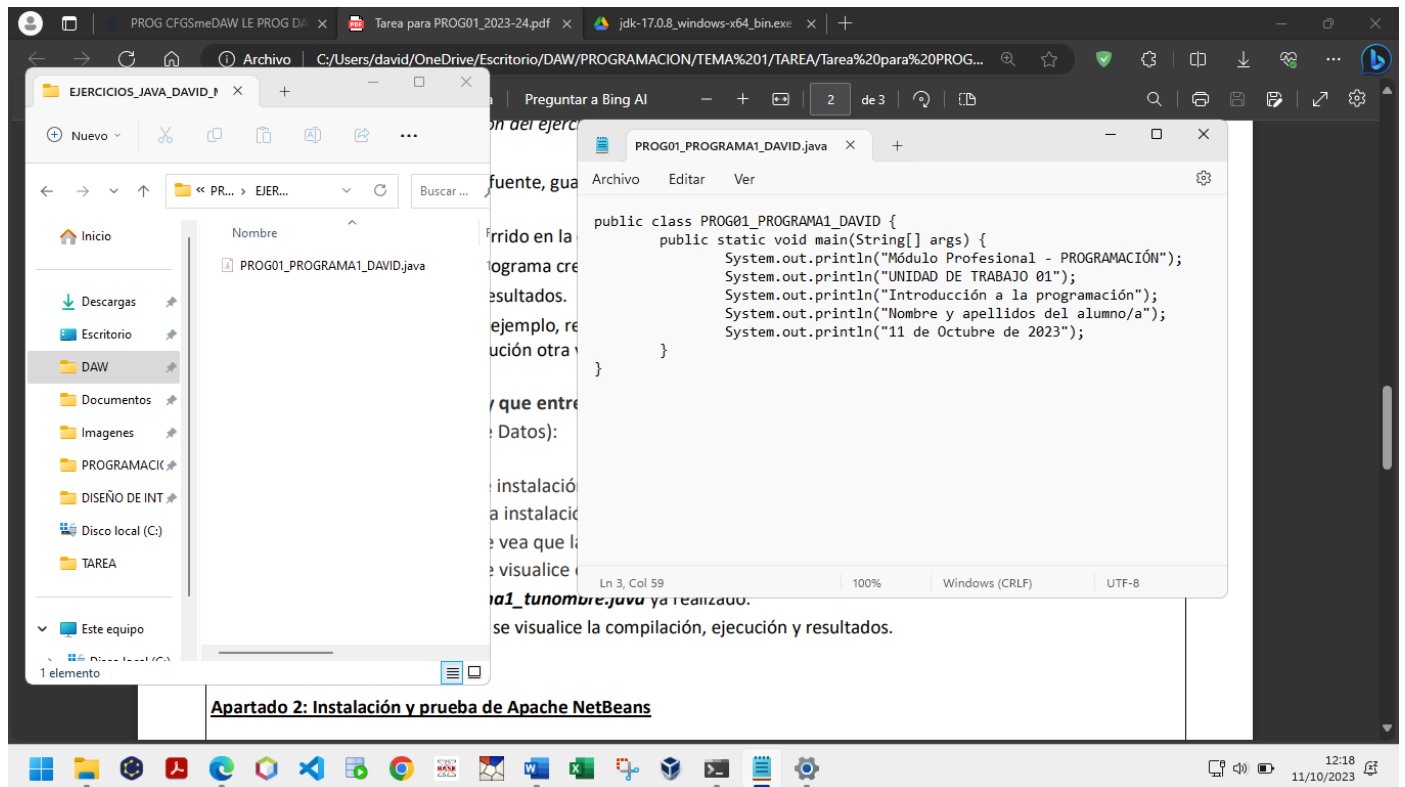 PROG CFGSmeDAW LE PROG DA
Tarea para PROG01_2023-24.pdf
jdk-17.0.8_windows-x64_bin.exe
Archivo
C:/Users/david/OneDrive/Escritorio/DAW/PROGRAMACION/TEMA%201/TAREA/Tarea%20para%20PROG...
Preguntar a Bing AI
2
de 3
EJERCICIOS_JAVA_DAVID_
Nuevo
« PR... › EJER...
Buscar ...
Inicio
Descargas
Escritorio
DAW
Documentos
Imagenes
PROGRAMACI
DISEÑO DE INT
Disco local (C:)
TAREA
Este equipo
Disco local (C:)
1 elemento
Nombre
PROG01_PROGRAMA1_DAVID.java
ón del ejerc
fuente, gua
rrido en la
ograma cre
esultados.
ejemplo, re
ución otra v
y que entre
e Datos):
instalació
a instalació
e vea que la
e visualice
ma1_tunombre.java ya realizado.
se visualice la compilación, ejecución y resultados.
Apartado 2: Instalación y prueba de Apache NetBeans
PROG01_PROGRAMA1_DAVID.java
Archivo Editar Ver
public class PROG01_PROGRAMA1_DAVID {
public static void main(String[] args) {
System.out.println("Módulo Profesional - PROGRAMACIÓN");
System.out.println("UNIDAD DE TRABAJO 01");
System.out.println("Introducción a la programación");
System.out.println("Nombre y apellidos del alumno/a");
System.out.println("11 de Octubre de 2023");
}
}
Ln 3, Col 59
100%
Windows (CRLF)
UTF-8
12:18
11/10/2023